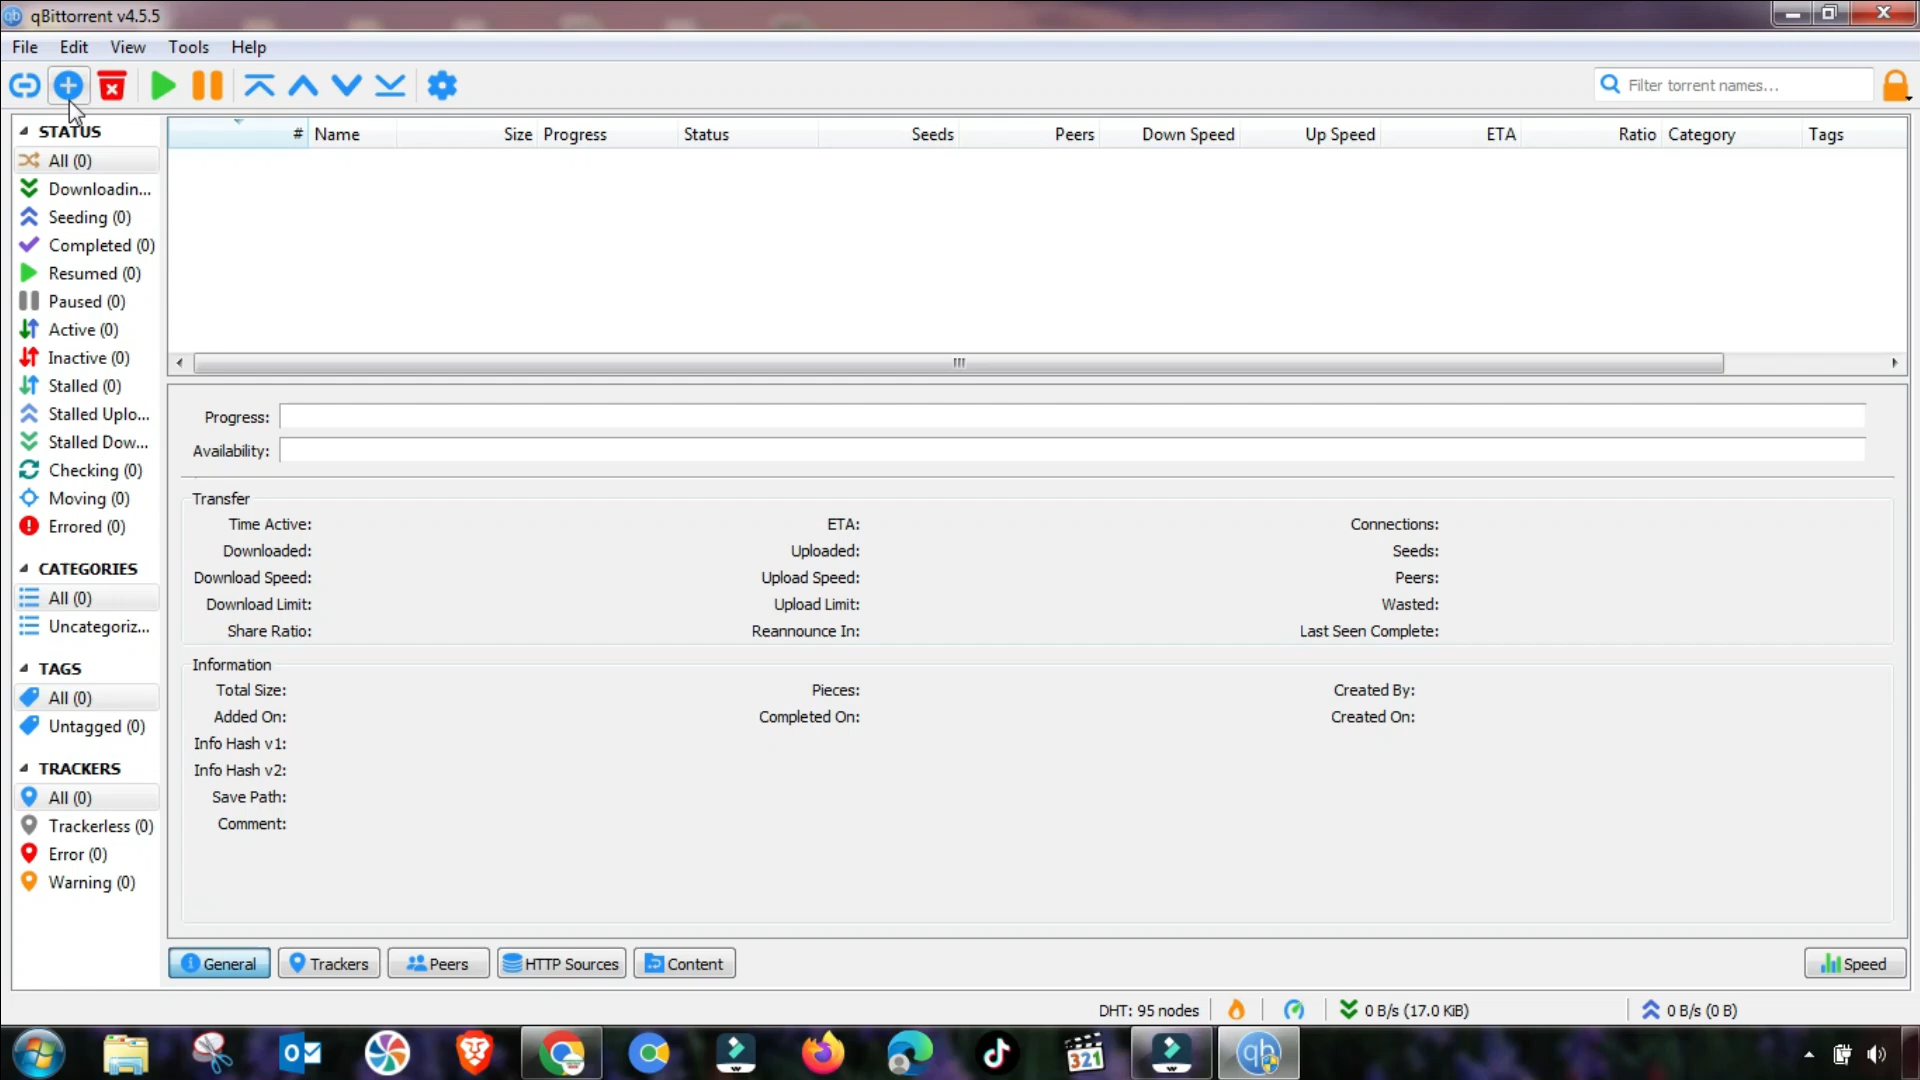 qBittorrent v4.5.5
File Edit View Tools Help
Filter torrent names...
STATUS
All (0)
Downloadin...
Seeding (0)
Completed (0)
Resumed (0)
Paused (0)
Active (0)
Inactive (0)
Stalled (0)
Stalled Uplo...
Stalled Dow...
Checking (0)
Moving (0)
Errored (0)
CATEGORIES
All (0)
Uncategoriz...
TAGS
All (0)
Untagged (0)
TRACKERS
All (0)
Trackerless (0)
Error (0)
Warning (0)
# Name Size Progress Status Seeds Peers Down Speed Up Speed ETA Ratio Category Tags
Progress:
Availability:
Transfer
Time Active: ETA: Connections:
Downloaded: Uploaded: Seeds:
Download Speed: Upload Speed: Peers:
Download Limit: Upload Limit: Wasted:
Share Ratio: Reannounce In: Last Seen Complete:
Information
Total Size: Pieces: Created By:
Added On: Completed On: Created On:
Info Hash v1:
Info Hash v2:
Save Path:
Comment:
General Trackers Peers HTTP Sources Content Speed
DHT: 95 nodes 0 B/s (17.0 KiB) 0 B/s (0 B)
321